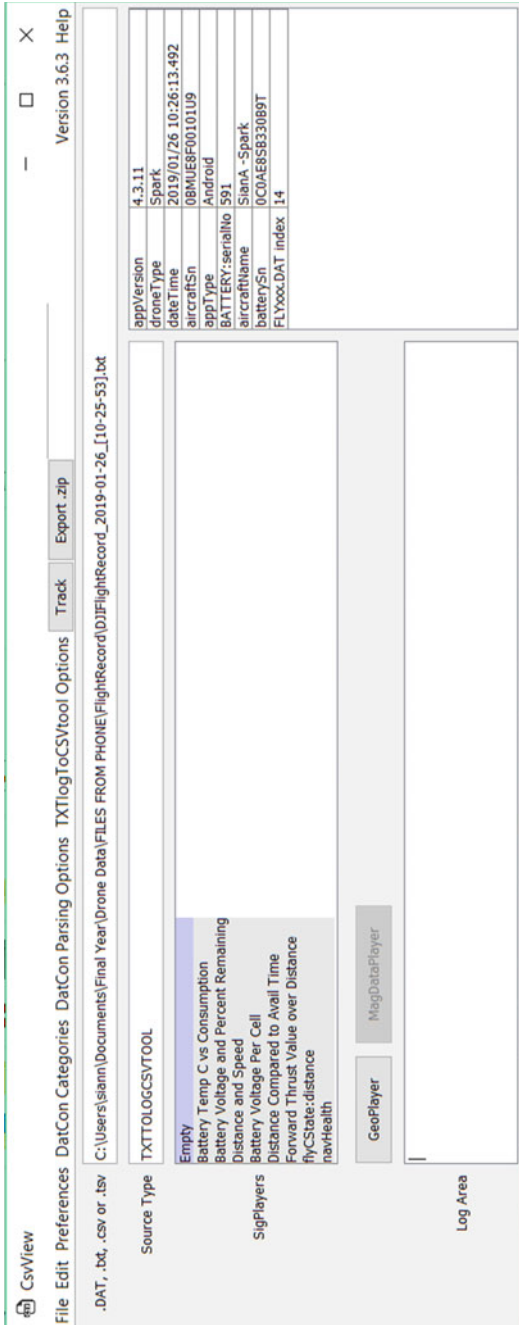 CsvView
File Edit Preferences DatCon Categories DatCon Parsing Options TXTlogToCSVtool Options Track Export .zip Version 3.6.3 Help
.DAT, .txt, .csv or .tsv C:\Users\siann\Documents\Final Year\Drone Data\FILES FROM PHONE\FlightRecord\DJIFlightRecord_2019-01-26_[10-25-53].txt
Source Type TXTTOLOGCSVTOOL
SigPlayers
Empty
Battery Temp C vs Consumption
Battery Voltage and Percent Remaining
Distance and Speed
Battery Voltage Per Cell
Distance Compared to Avail Time
Forward Thrust Value over Distance
flyCState:distance
navHealth
GeoPlayer MagDataPlayer
Log Area
appVersion 4.3.11
droneType Spark
dateTime 2019/01/26 10:26:13.492
aircraftSn 0BMUE8F00101U9
appType Android
BATTERY:serialNo 591
aircraftName SianA -Spark
batterySn 0C0AE8SB330B9T
FLYxxx.DAT index 14